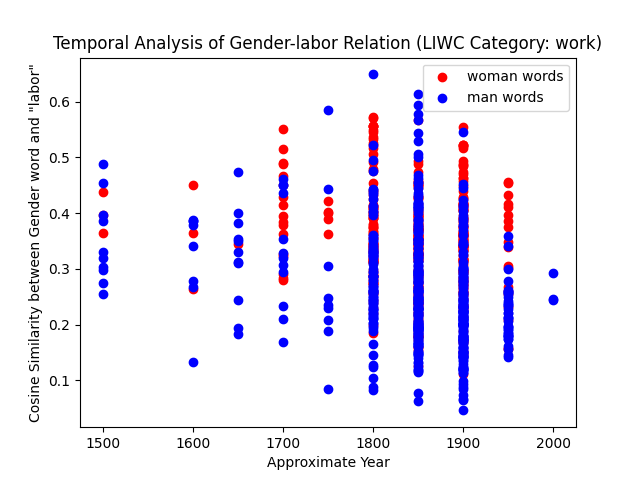 Temporal Analysis of Gender-labor Relation (LIWC Category: work)
woman words
man words
Cosine Similarity between Gender word and "labor"
0.6
0.5
0.4
0.3
0.2
0.1
1500 1600 1700 1800 1900 2000
Approximate Year